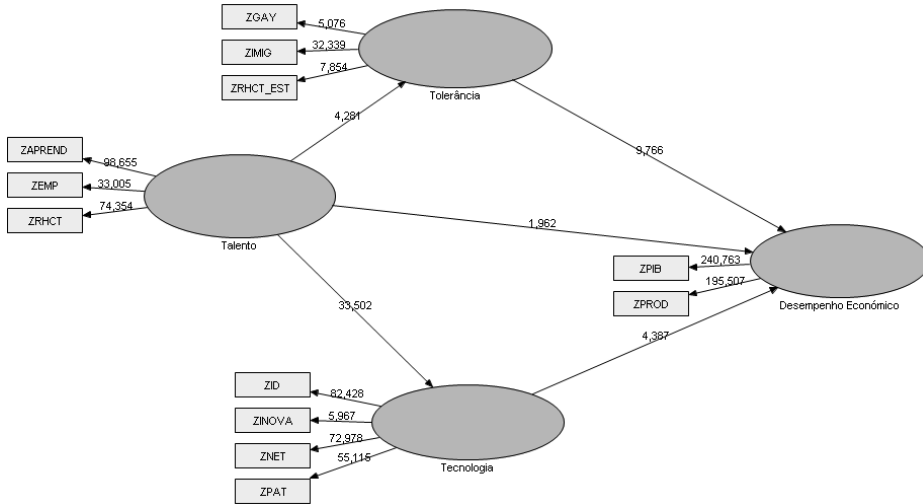 ZGAY
5,076
ZIMIG
32,339
ZRHCT_EST
7,854
Tolerância
4,281
9,766
ZAPREND
98,655
ZEMP
33,005
ZRHCT
74,354
Talento
1,962
ZPIB
240,763
ZPROD
195,507
Desempenho Económico
33,502
4,387
ZID
82,428
ZINOVA
5,967
ZNET
72,978
ZPAT
55,115
Tecnologia